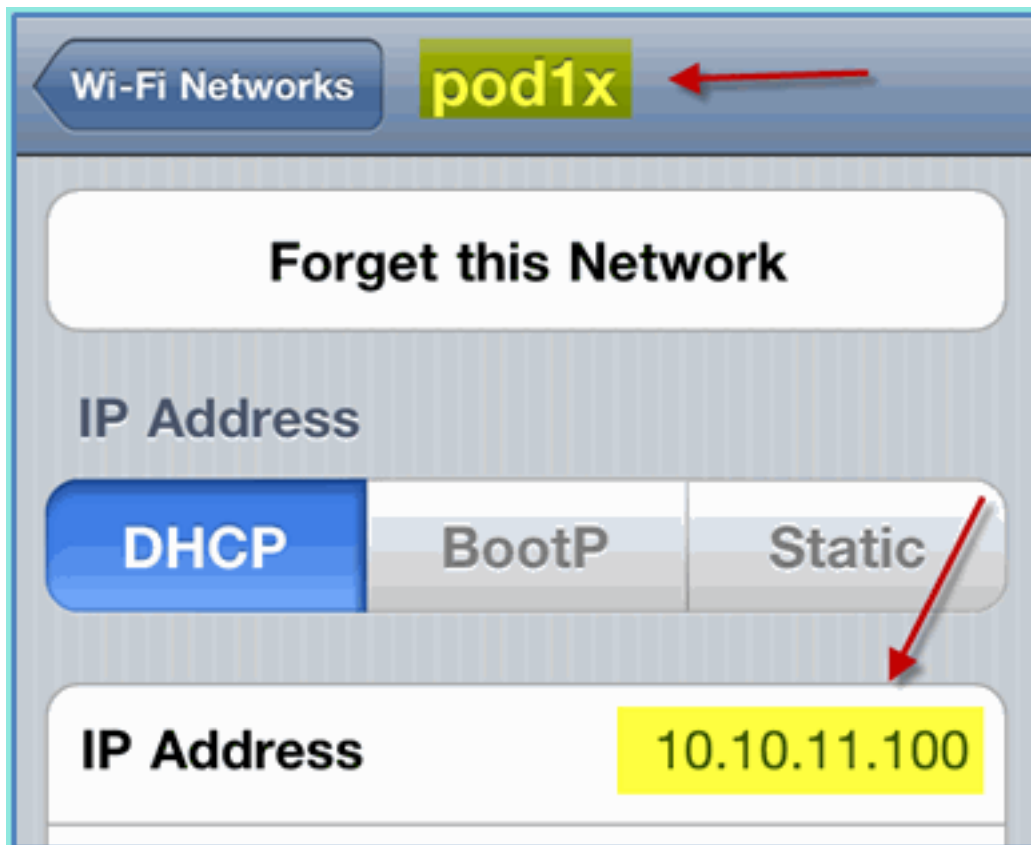 Wi-Fi Networks pod1x
Forget this Network
IP Address
DHCP BootP Static
IP Address 10.10.11.100